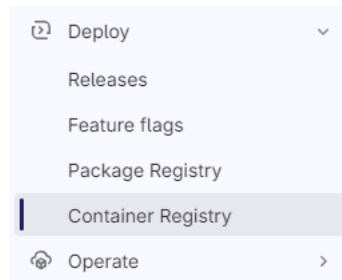 Deploy
Releases
Feature flags
Package Registry
Container Registry
Operate